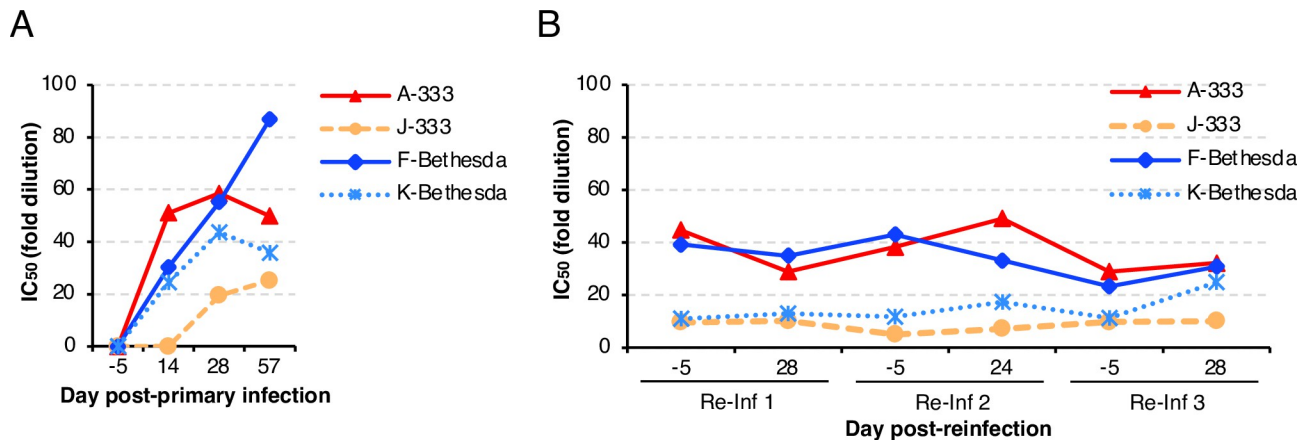 A
B
IC50 (fold dilution)
100
80
60
40
20
0
-5 14 28 57
Day post-primary infection
A-333
J-333
F-Bethesda
K-Bethesda
IC50 (fold dilution)
100
80
60
40
20
0
-5 28 -5 24 -5 28
Re-Inf 1 Re-Inf 2 Re-Inf 3
Day post-reinfection
A-333
J-333
F-Bethesda
K-Bethesda